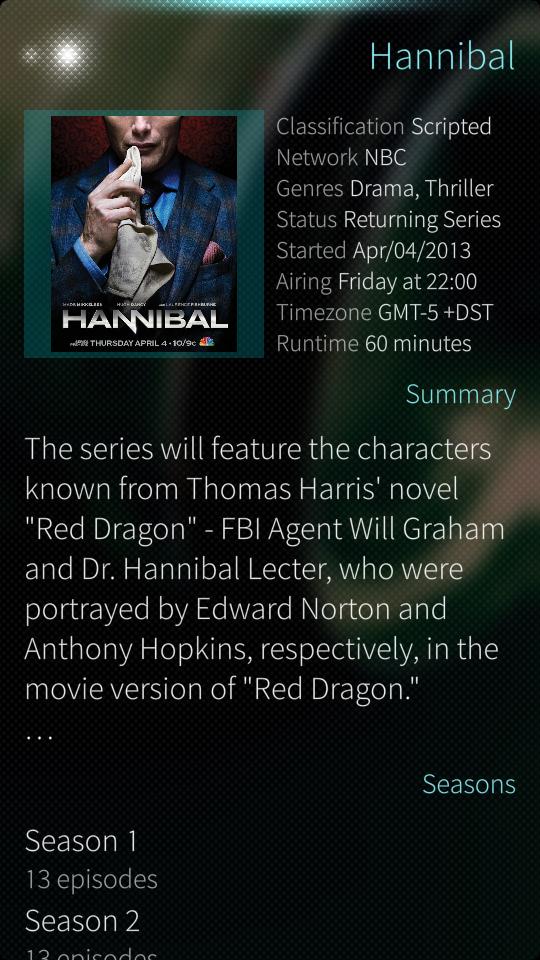 Hannibal
MADS MIKKELSEN HUGH DANCY AND LAURENCE FISHBURNE
HANNIBAL
THURSDAY APRIL 4 · 10/9c
Classification Scripted
Network NBC
Genres Drama, Thriller
Status Returning Series
Started Apr/04/2013
Airing Friday at 22:00
Timezone GMT-5 +DST
Runtime 60 minutes
Summary
The series will feature the characters
known from Thomas Harris' novel
"Red Dragon" - FBI Agent Will Graham
and Dr. Hannibal Lecter, who were
portrayed by Edward Norton and
Anthony Hopkins, respectively, in the
movie version of "Red Dragon."
...
Seasons
Season 1
13 episodes
Season 2
13 episodes